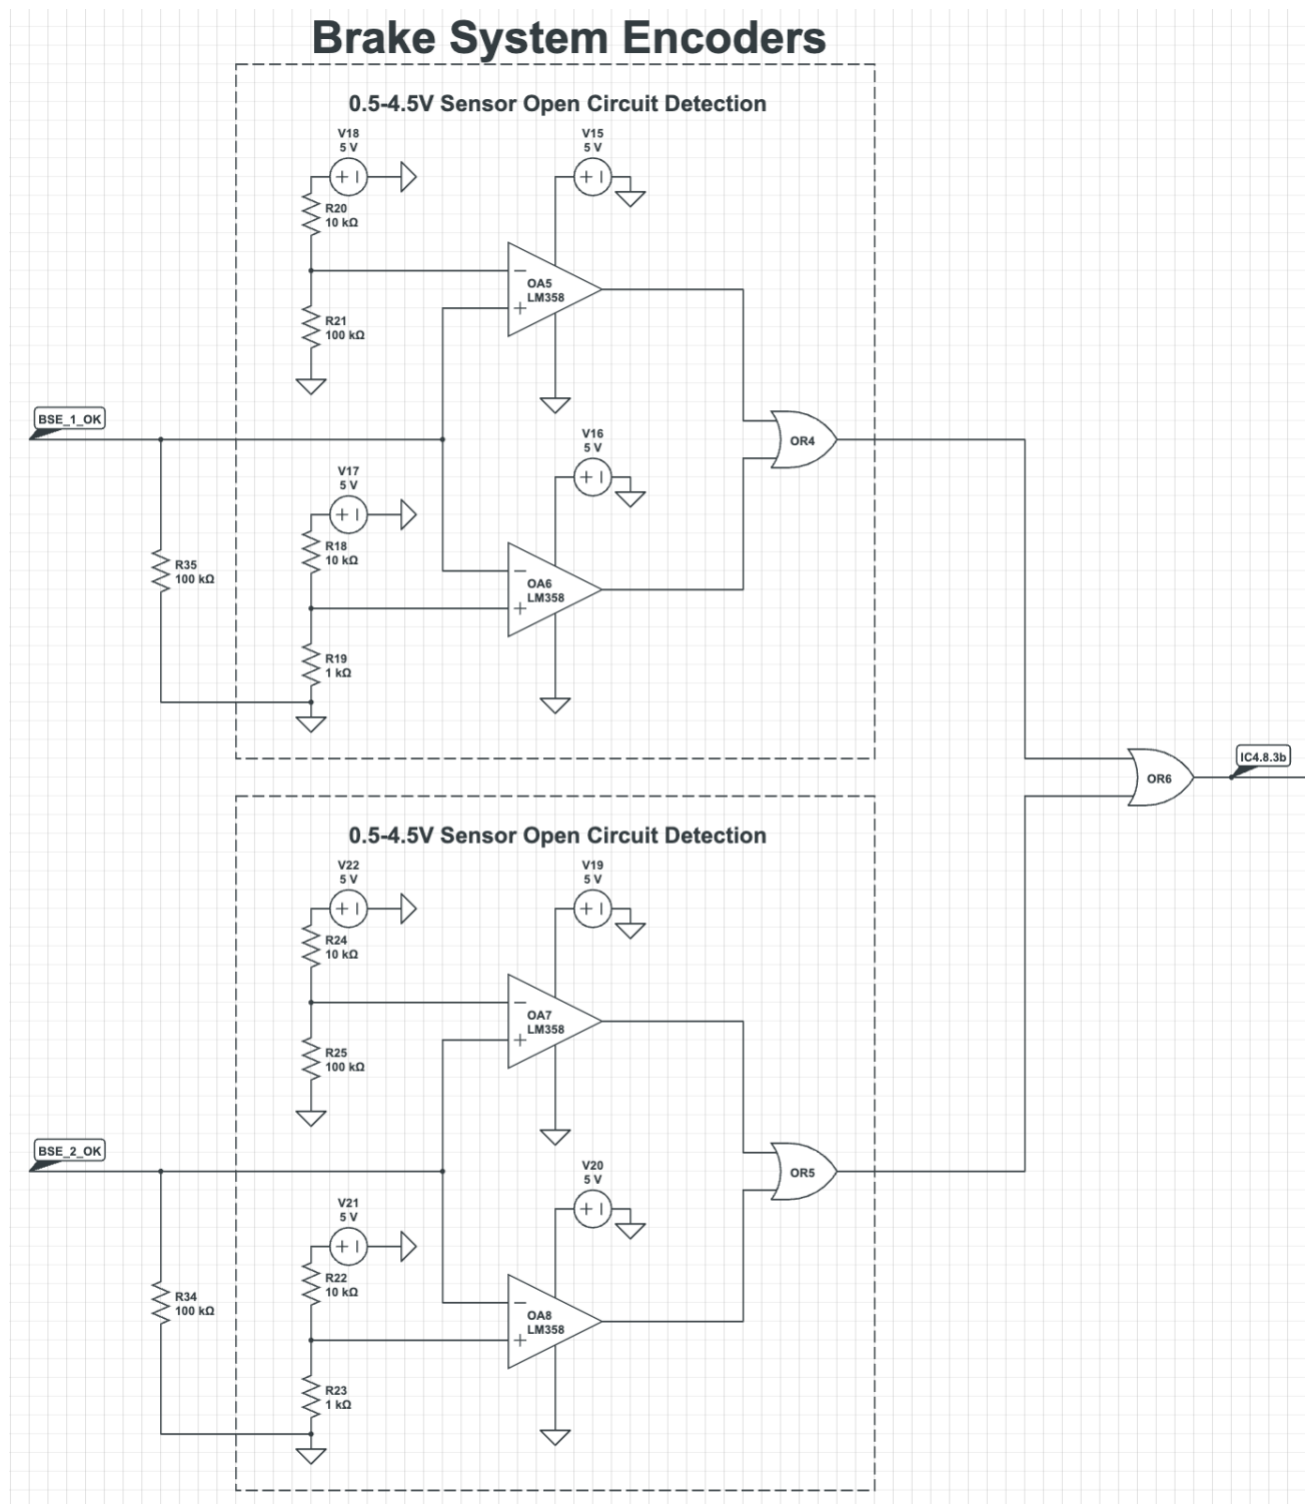 Brake System Encoders
0.5-4.5V Sensor Open Circuit Detection
V18
5 V
V15
5 V
R20
10 kΩ
OA5
LM358
R21
100 kΩ
BSE_1_OK
V16
5 V
OR4
V17
5 V
R18
10 kΩ
R35
100 kΩ
OA6
LM358
R19
1 kΩ
IC4.8.3b
OR6
0.5-4.5V Sensor Open Circuit Detection
V22
5 V
V19
5 V
R24
10 kΩ
OA7
LM358
R25
100 kΩ
BSE_2_OK
V20
5 V
OR5
V21
5 V
R22
10 kΩ
R34
100 kΩ
OA8
LM358
R23
1 kΩ